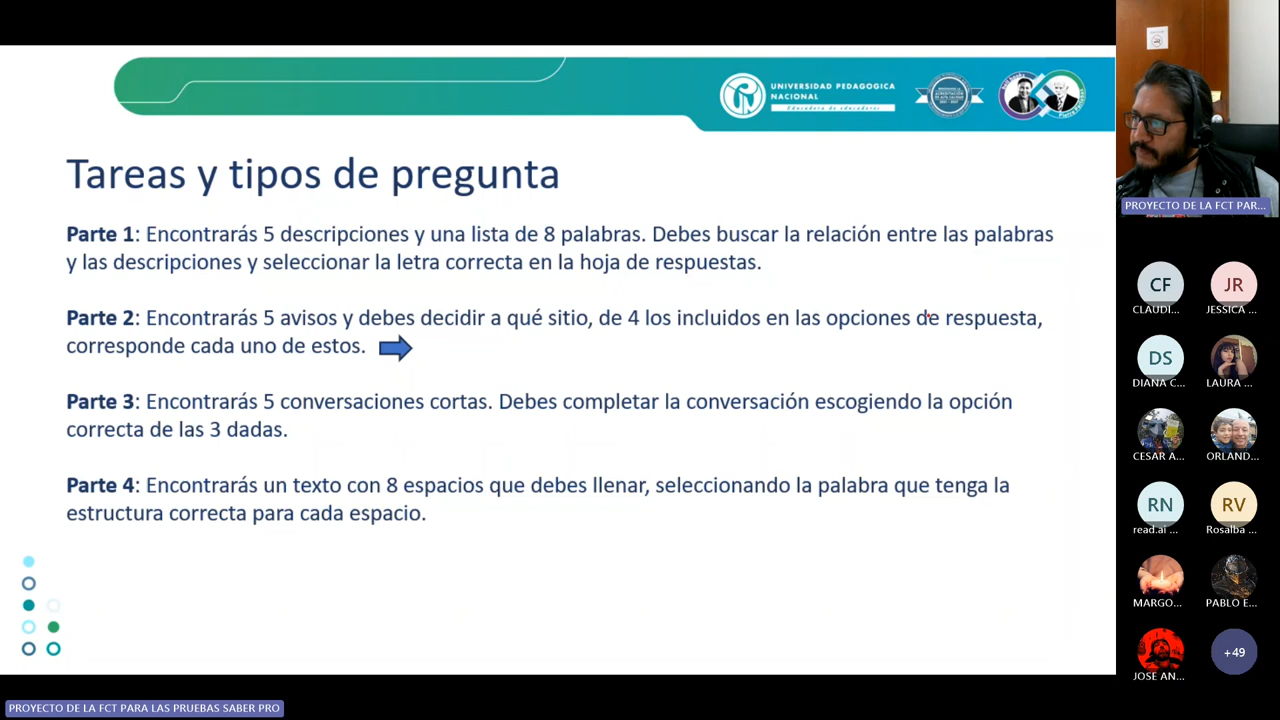 UNIVERSIDAD PEDAGOGICA
NACIONAL
Educadora de educadores
Tareas y tipos de pregunta
Parte 1: Encontrarás 5 descripciones y una lista de 8 palabras. Debes buscar la relación entre las palabras
y las descripciones y seleccionar la letra correcta en la hoja de respuestas.
Parte 2: Encontrarás 5 avisos y debes decidir a qué sitio, de 4 los incluidos en las opciones de respuesta,
corresponde cada uno de estos.
Parte 3: Encontrarás 5 conversaciones cortas. Debes completar la conversación escogiendo la opción
correcta de las 3 dadas.
Parte 4: Encontrarás un texto con 8 espacios que debes llenar, seleccionando la palabra que tenga la
estructura correcta para cada espacio.
PROYECTO DE LA FCT PAR...
CF
JR
CLAUDI...
JESSICA ...
DS
DIANA C...
LAURA ...
CESAR A...
ORLAND...
RN
RV
read.ai ...
Rosalba ...
MARGO...
PABLO E...
JOSE AN...
+49
PROYECTO DE LA FCT PARA LAS PRUEBAS SABER PRO